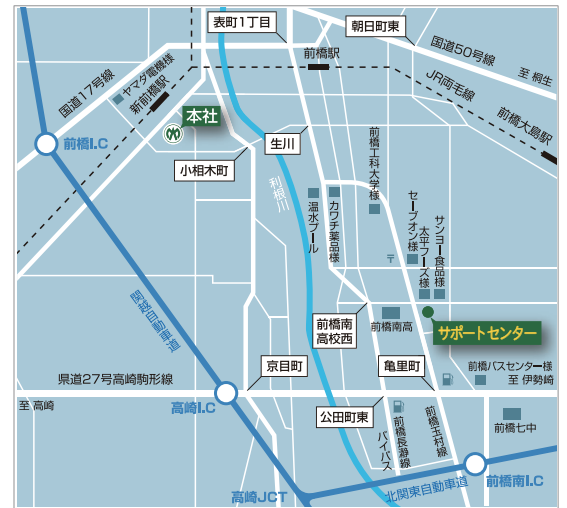 表町1丁目
朝日町東
前橋駅
国道50号線
至 桐生
JR両毛線
前橋大島駅
国道17号線
ヤマダ電機様
新前橋駅
本社
前橋I.C
小相木町
生川
利根川
温水プール
カワチ薬品様
前橋工科大学様
〒
セーブオン様
太平フーズ様
サンヨー食品様
関越自動車道
前橋南
高校西
前橋南高
サポートセンター
京目町
亀里町
前橋バスセンター様
県道27号高崎駒形線
至 伊勢崎
至 高崎
高崎I.C
公田町東
前橋長瀞線
バイパス
前橋玉村線
前橋七中
高崎JCT
北関東自動車道
前橋南I.C